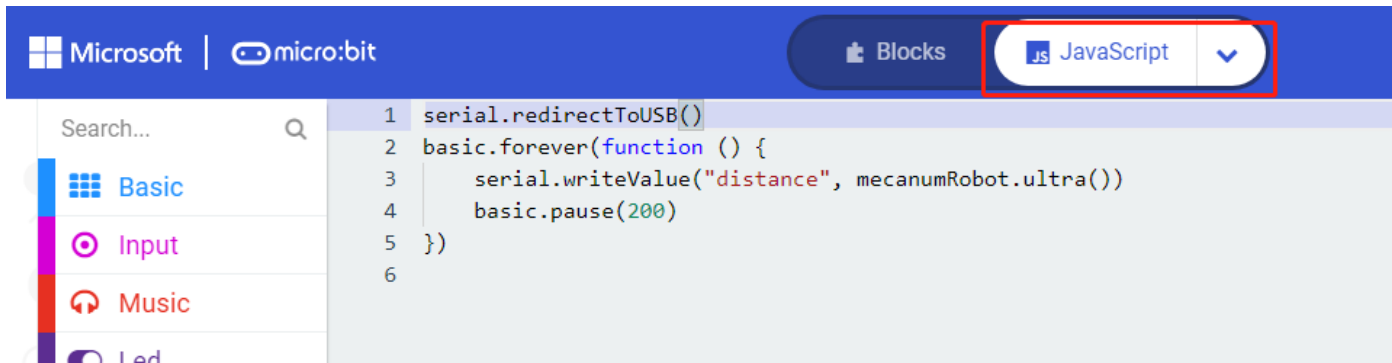 Microsoft | micro:bit
Blocks
JS JavaScript
Search...
Basic
Input
Music
Led
1 serial.redirectToUSB()
2 basic.forever(function () {
3     serial.writeValue("distance", mecanumRobot.ultra())
4     basic.pause(200)
5 })
6